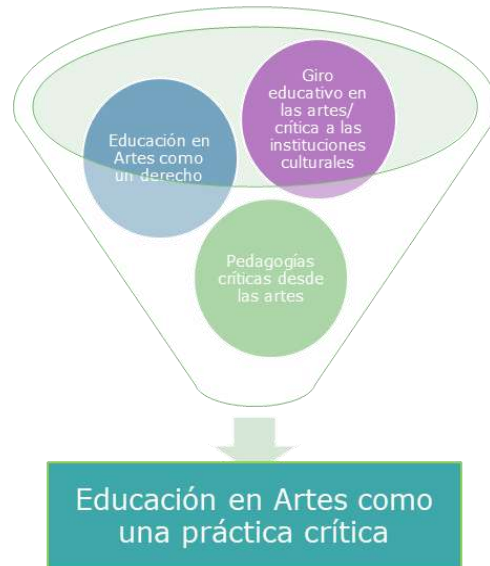 Giro
educativo en
las artes/
crítica a las
instituciones
culturales
Educación en
Artes como
un derecho
Pedagogías
críticas desde
las artes
Educación en Artes como
una práctica crítica